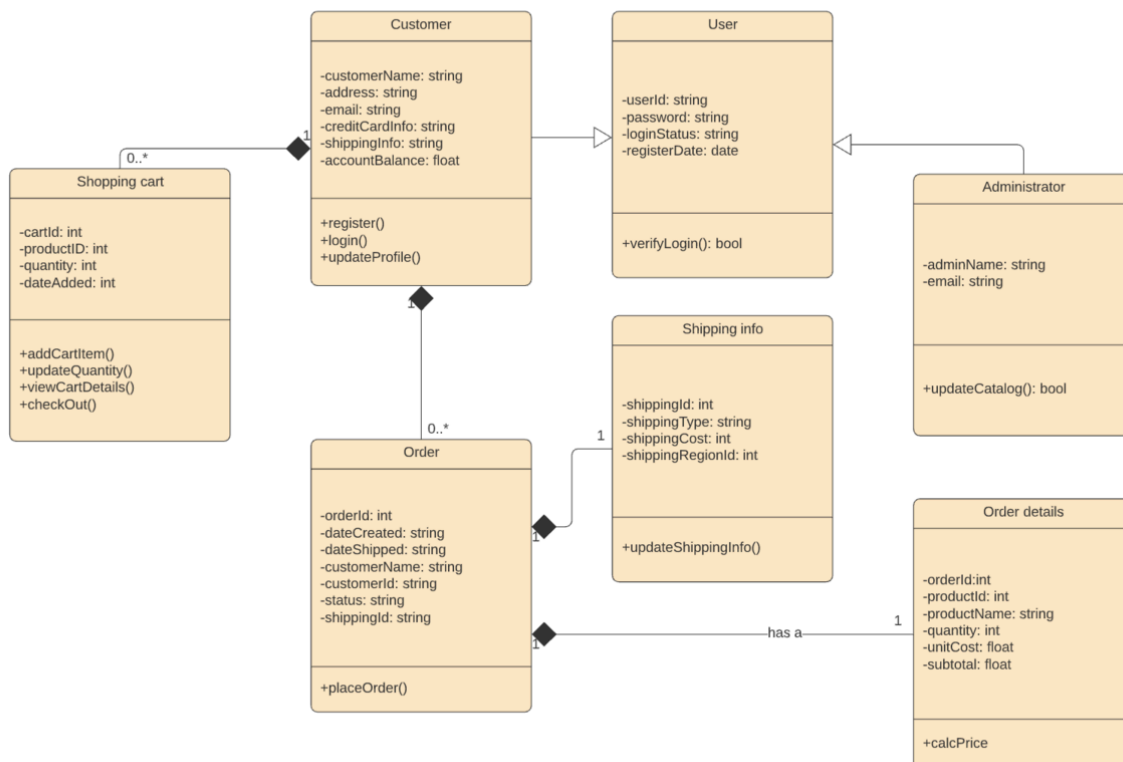 Customer
-customerName: string
-address: string
-email: string
-creditCardInfo: string
-shippingInfo: string
-accountBalance: float
+register()
+login()
+updateProfile()
User
-userId: string
-password: string
-loginStatus: string
-registerDate: date
+verifyLogin(): bool
1
0..*
Shopping cart
-cartId: int
-productID: int
-quantity: int
-dateAdded: int
+addCartItem()
+updateQuantity()
+viewCartDetails()
+checkOut()
Administrator
-adminName: string
-email: string
+updateCatalog(): bool
1
0..*
Shipping info
-shippingId: int
-shippingType: string
-shippingCost: int
-shippingRegionId: int
+updateShippingInfo()
Order
-orderId: int
-dateCreated: string
-dateShipped: string
-customerName: string
-customerId: string
-status: string
-shippingId: string
+placeOrder()
1
1
1
has a
1
Order details
-orderId:int
-productId: int
-productName: string
-quantity: int
-unitCost: float
-subtotal: float
+calcPrice